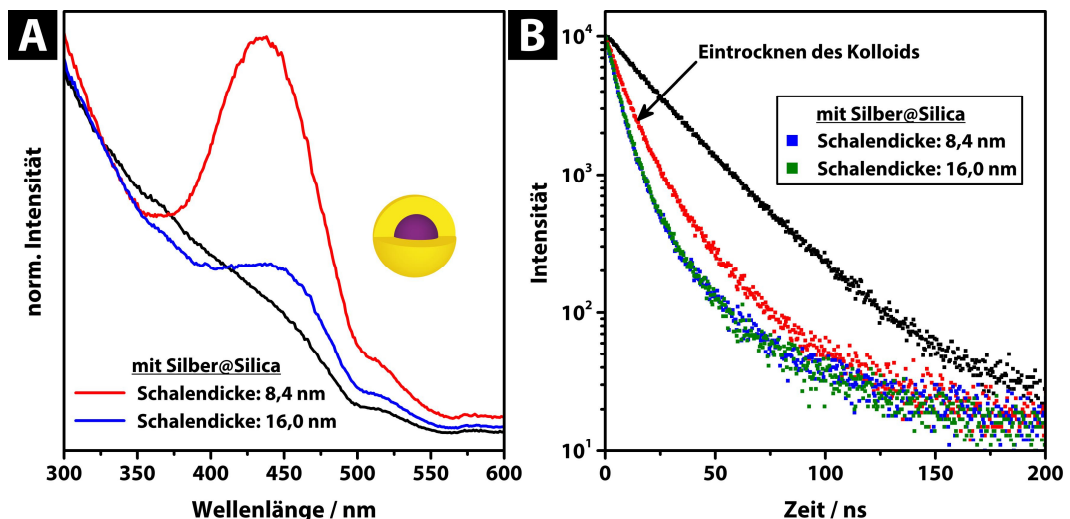 A
norm. Intensität
mit Silber@Silica
Schalendicke: 8,4 nm
Schalendicke: 16,0 nm
300 350 400 450 500 550 600
Wellenlänge / nm
B
Eintrocknen des Kolloids
mit Silber@Silica
Schalendicke: 8,4 nm
Schalendicke: 16,0 nm
10⁴
10³
10²
10¹
Intensität
0 50 100 150 200
Zeit / ns